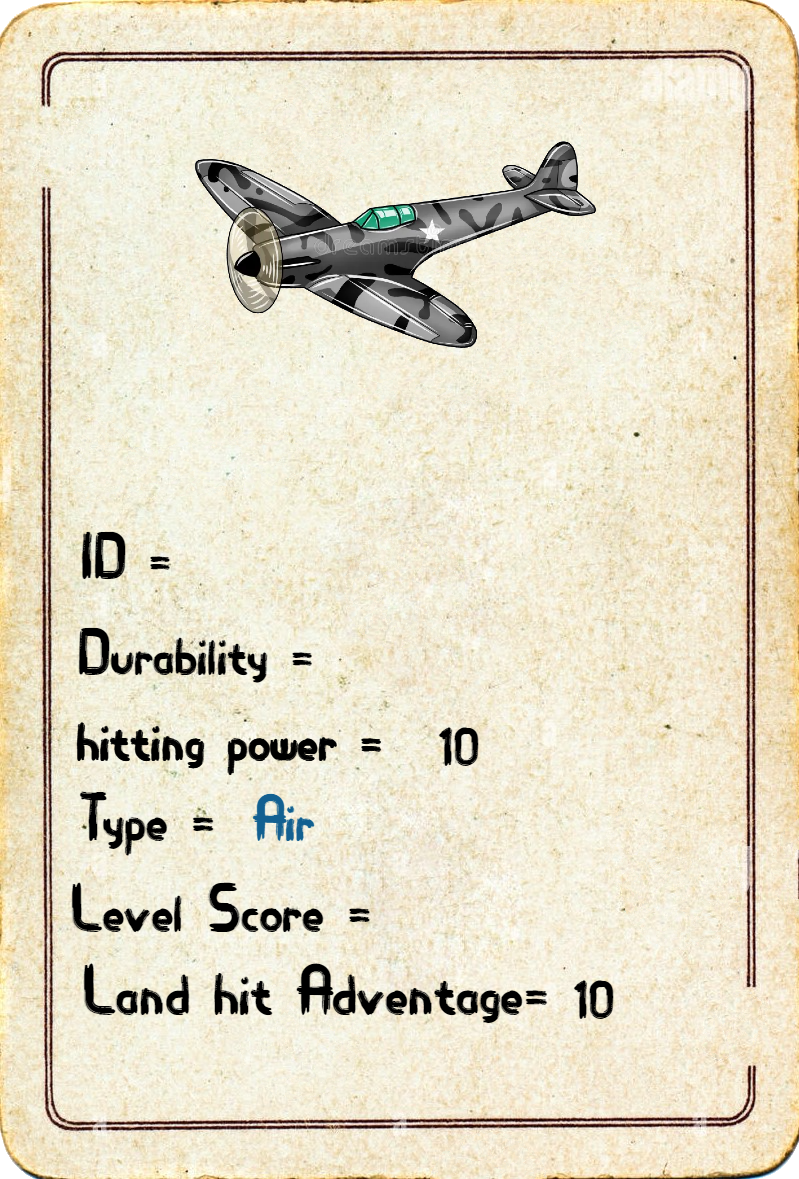 ID =
Durability =
hitting power = 10
Type = Air
Level Score =
Land hit Adventage= 10